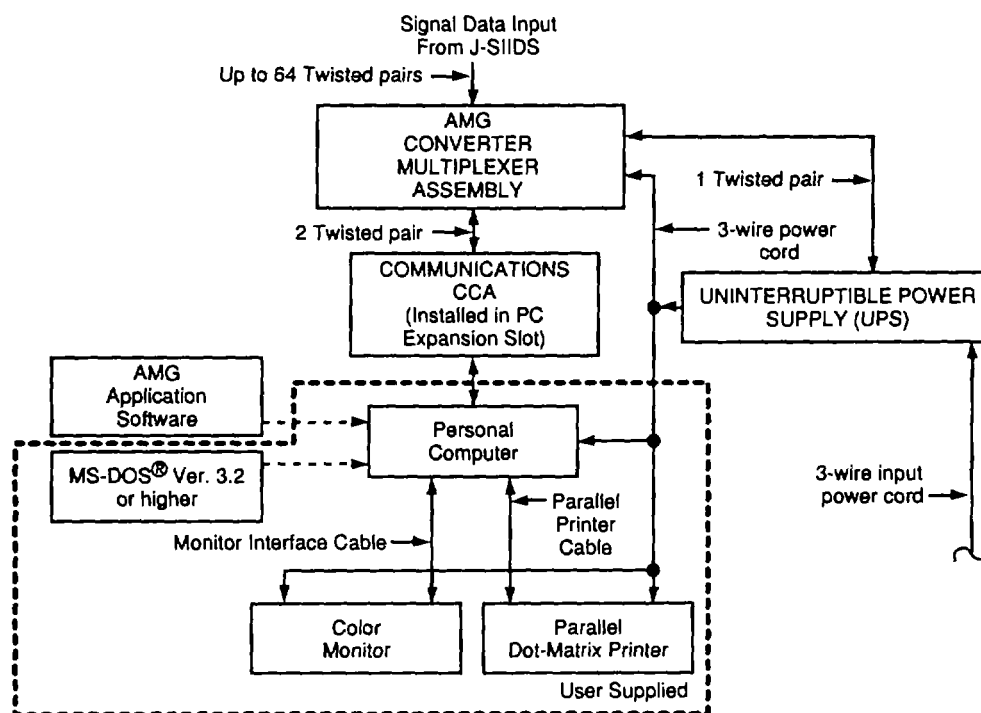 Signal Data Input
From J-SIIDS
Up to 64 Twisted pairs
AMG
CONVERTER
MULTIPLEXER
ASSEMBLY
1 Twisted pair
2 Twisted pair
3-wire power
cord
COMMUNICATIONS
CCA
(Installed in PC
Expansion Slot)
UNINTERRUPTIBLE POWER
SUPPLY (UPS)
AMG
Application
Software
Personal
Computer
MS-DOS® Ver. 3.2
or higher
3-wire input
power cord
Parallel
Printer
Cable
Monitor Interface Cable
Color
Monitor
Parallel
Dot-Matrix Printer
User Supplied